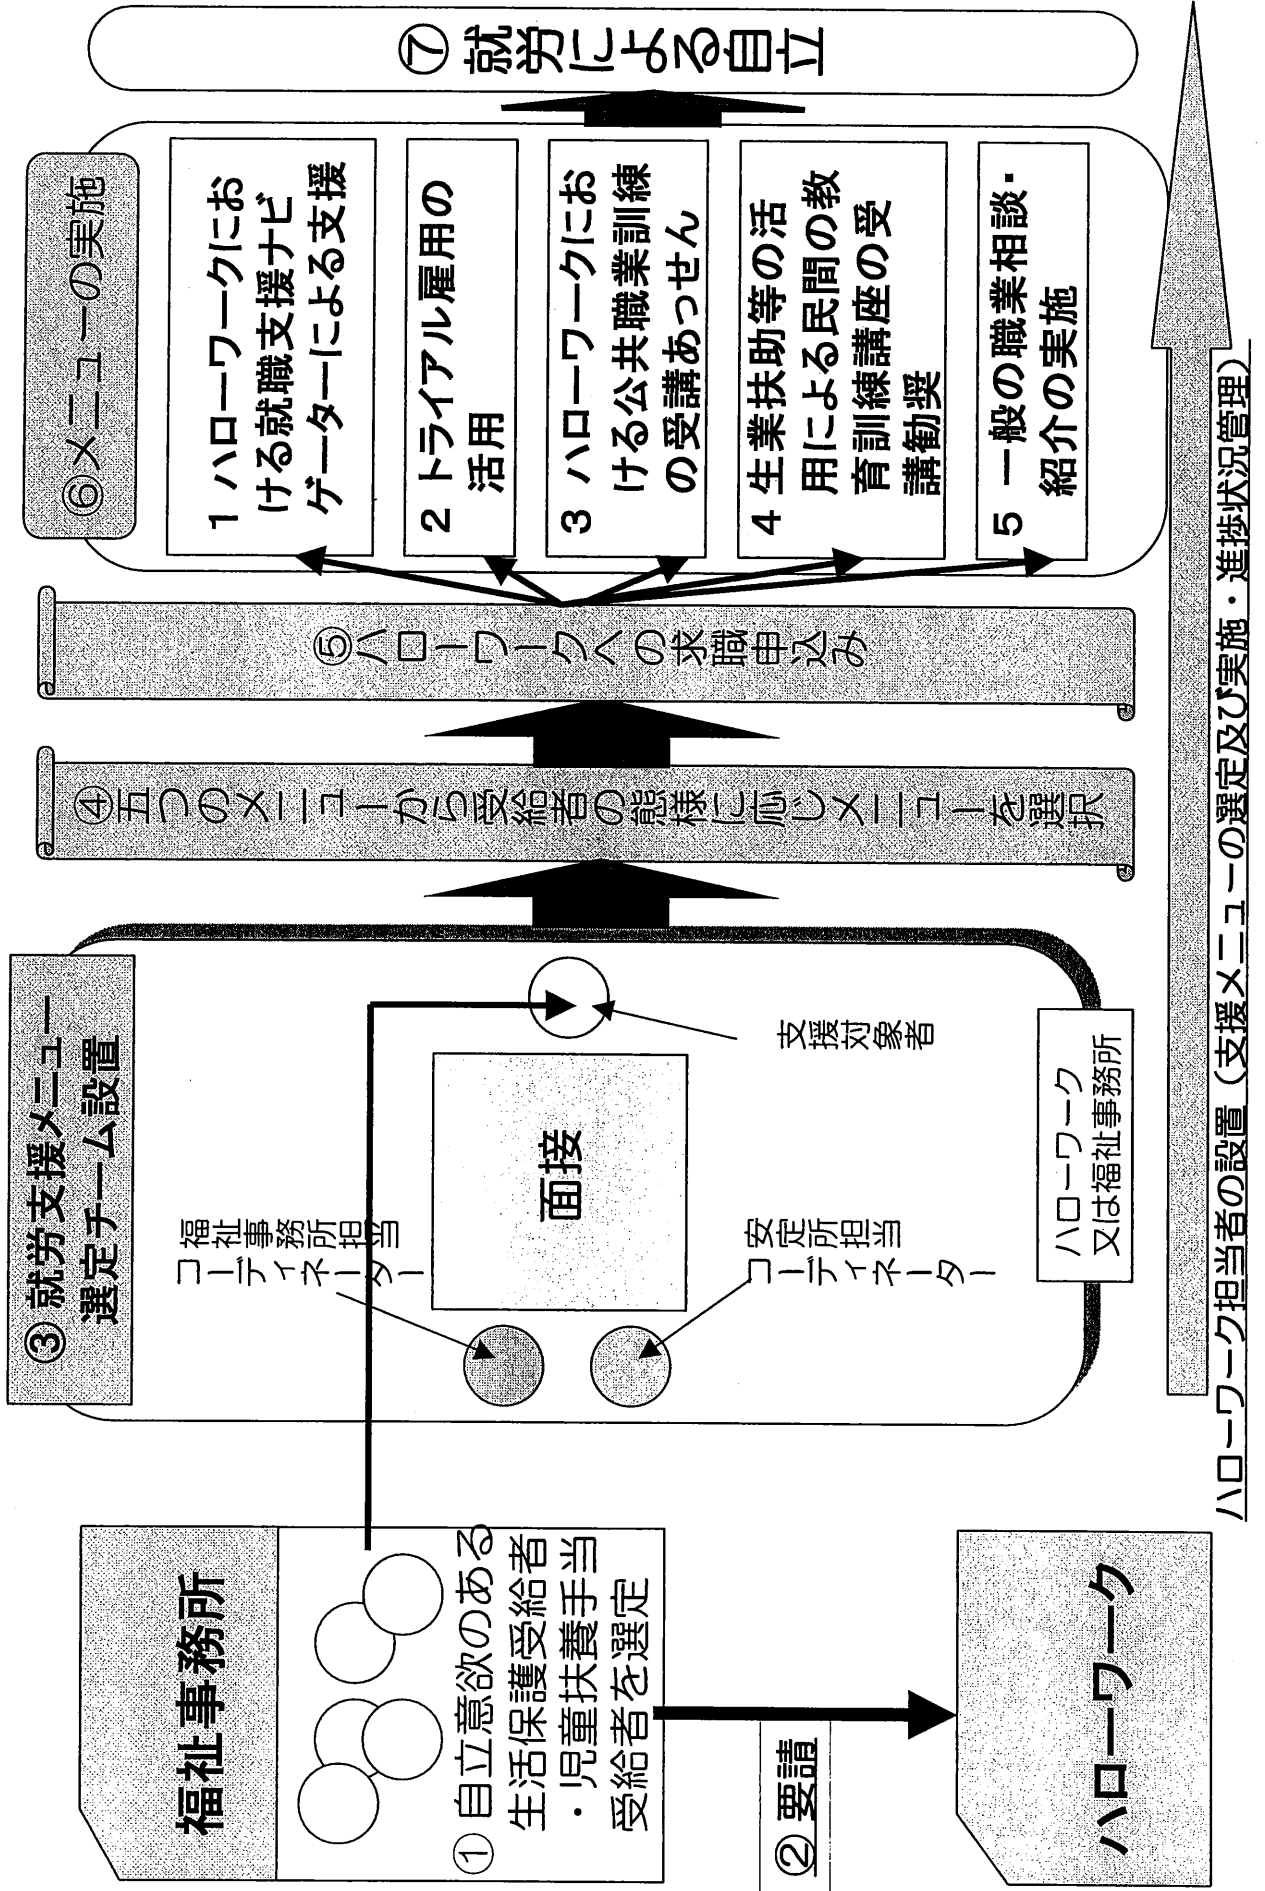 福祉事務所
① 自立意欲のある
生活保護受給者
・児童扶養手当
受給者を選定
② 要請
ハローワーク
③ 就労支援メニュー
選定チーム設置
福祉事務所担当
コーディネーター
面接
安定所担当
コーディネーター
支援対象者
ハローワーク
又は福祉事務所
④五つのメニューから受給者の態様に応じメニューを選択
⑤ハローワークへの求職申込み
⑥メニューの実施
1 ハローワークにお
ける就職支援ナビ
ゲーターによる支援
2 トライアル雇用の
活用
3 ハローワークにお
ける公共職業訓練
の受講あっせん
4 生業扶助等の活
用による民間の教
育訓練講座の受
講勧奨
5 一般の職業相談・
紹介の実施
⑦ 就労による自立
ハローワーク担当者の設置（支援メニューの選定及び実施・進捗状況管理）